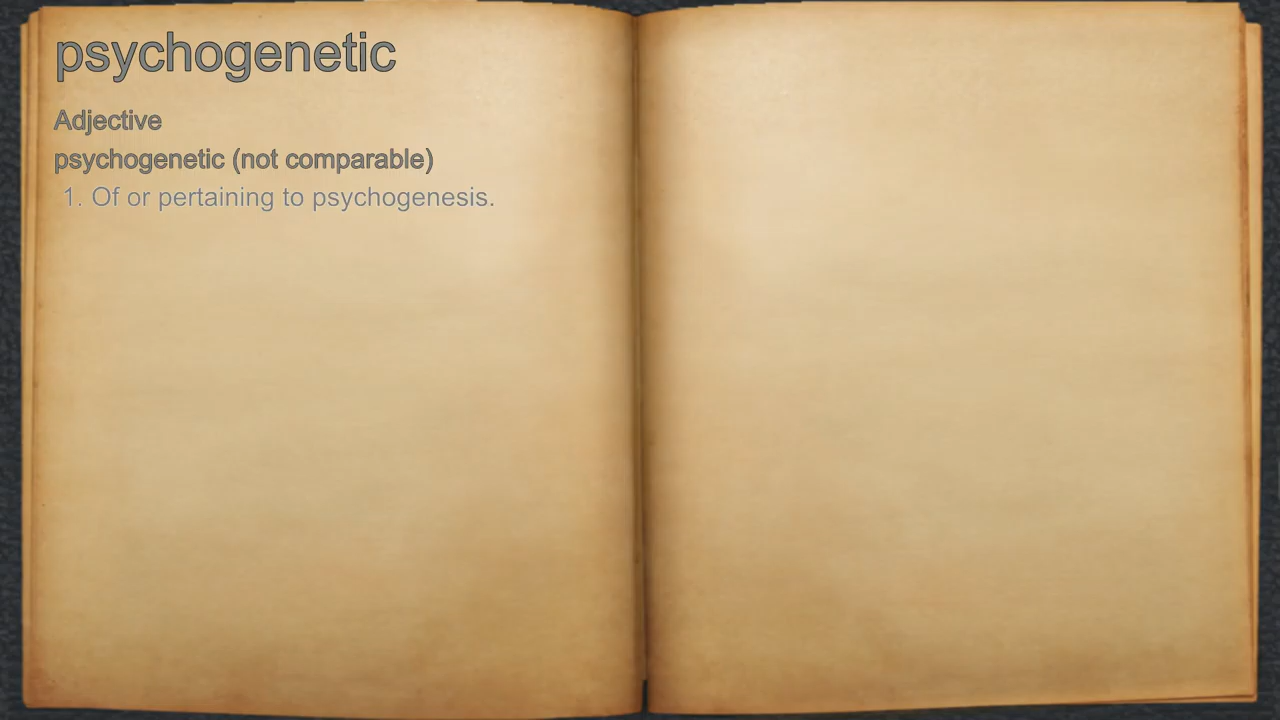 psychogenetic
Adjective
psychogenetic (not comparable)
1. Of or pertaining to psychogenesis.